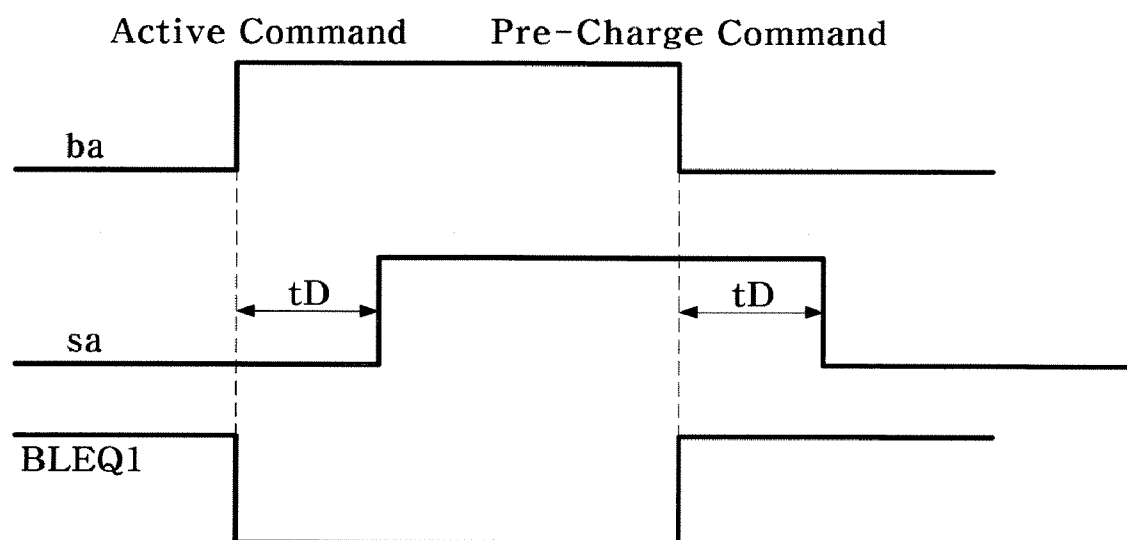 Active Command
Pre-Charge Command
ba
tD
tD
sa
BLEQ1